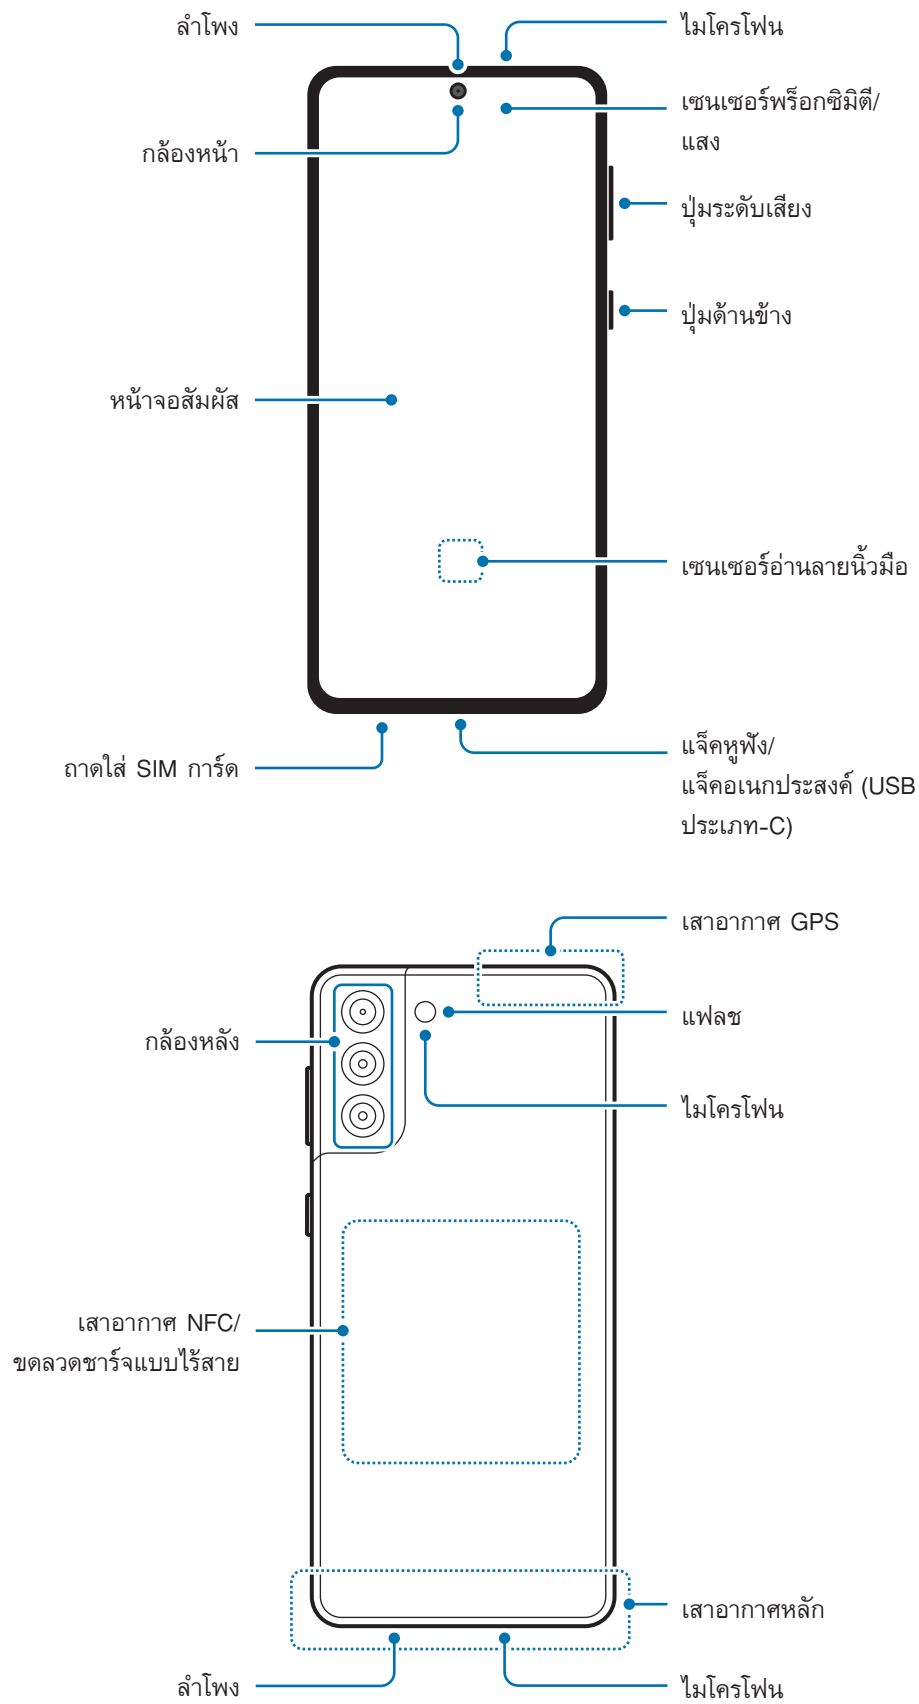 ลำโพง
ไมโครโฟน
เซนเซอร์พร็อกซิมิตี/
แสง
กล้องหน้า
ปุ่มระดับเสียง
ปุ่มด้านข้าง
หน้าจอสัมผัส
เซนเซอร์อ่านลายนิ้วมือ
ถาดใส่ SIM การ์ด
แจ็คหูฟัง/
แจ็คอเนกประสงค์ (USB
ประเภท-C)
เสาอากาศ GPS
แฟลช
กล้องหลัง
ไมโครโฟน
เสาอากาศ NFC/
ขดลวดชาร์จแบบไร้สาย
เสาอากาศหลัก
ลำโพง
ไมโครโฟน